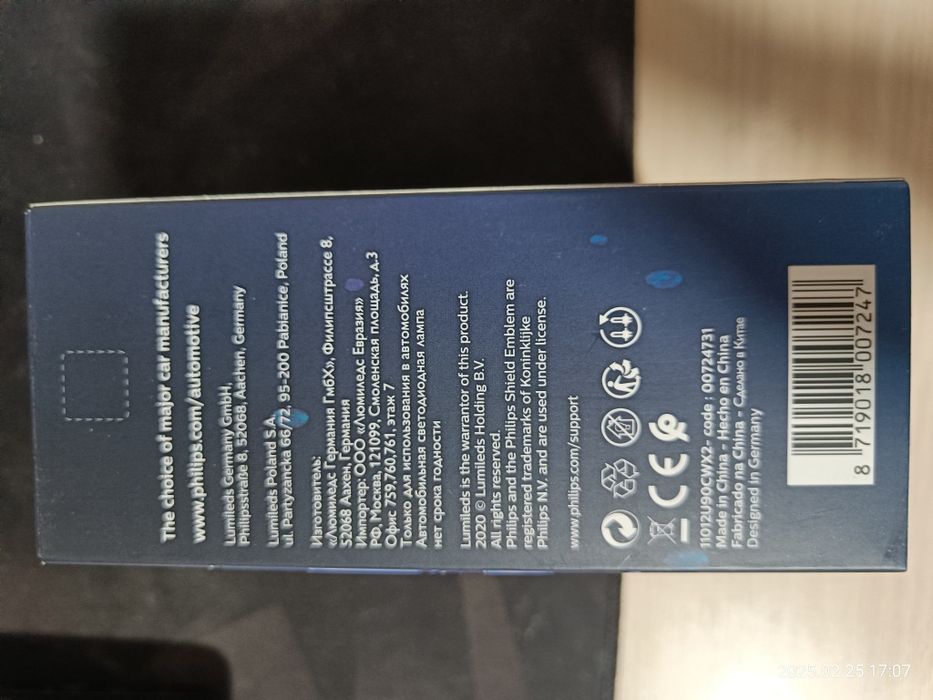 The choice of major car manufacturers
www.philips.com/automotive
Lumileds Germany GmbH,
Philipsstraße 8, 52068, Aachen, Germany
Lumileds Poland S.A.
ul. Partyzancka 66/72, 95-200 Pabianice, Poland
Изготовитель:
«Люмиледс Германия ГмбХ», Филипсштрассе 8,
52068 Аахен, Германия
Импортер: ООО «Люмиледс Евразия»
РФ, Москва, 121099, Смоленская площадь, д.3
Офис 759,760,761, этаж 7
Только для использования в автомобилях
Автомобильная светодиодная лампа
нет срока годности
Lumileds is the warrantor of this product.
2020 © Lumileds Holding B.V.
All rights reserved.
Philips and the Philips Shield Emblem are
registered trademarks of Koninklijke
Philips N.V. and are used under license.
www.philips.com/support
CE
11012U90CWX2- code : 00724731
Made in China - Hecho en China
Fabricado na China - Сделано в Китае
Designed in Germany
8 719018 007247
2025.12.25 17:07